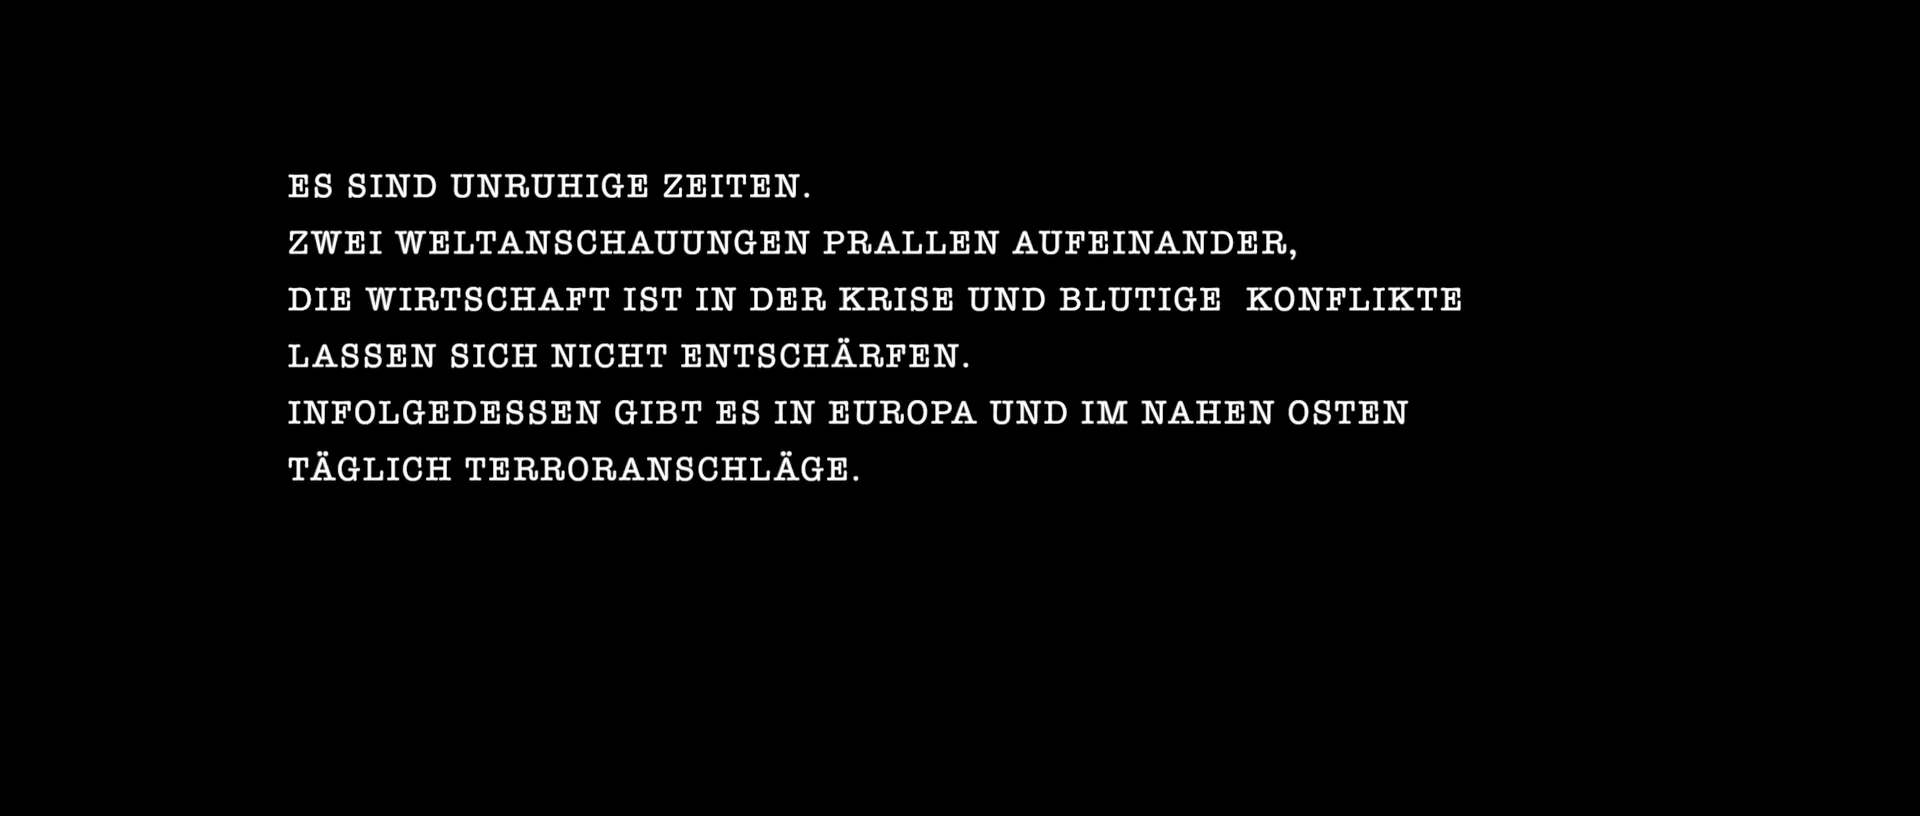 ES SIND UNRUHIGE ZEITEN.
ZWEI WELTANSCHAUUNGEN PRALLEN AUFEINANDER,
DIE WIRTSCHAFT IST IN DER KRISE UND BLUTIGE  KONFLIKTE
LASSEN SICH NICHT ENTSCHÄRFEN.
INFOLGEDESSEN GIBT ES IN EUROPA UND IM NAHEN OSTEN
TÄGLICH TERRORANSCHLÄGE.